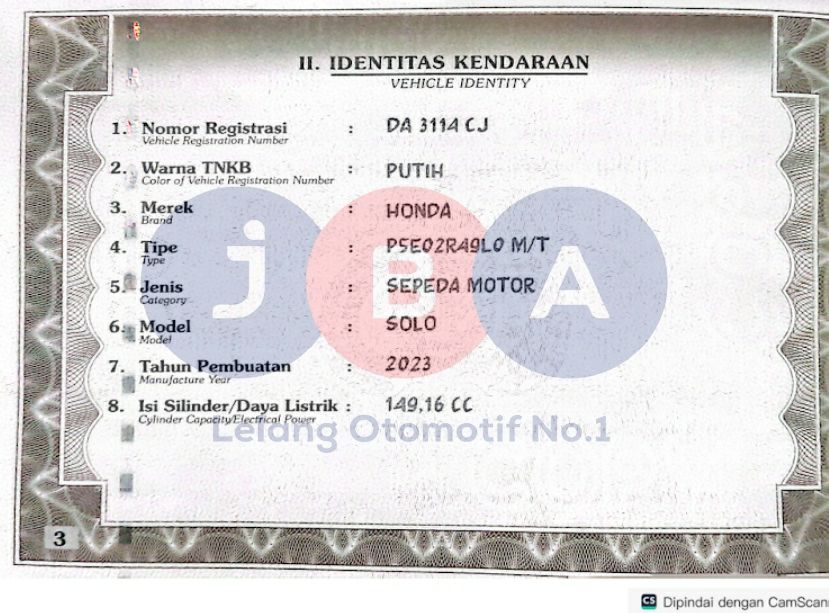 II. IDENTITAS KENDARAAN
VEHICLE IDENTITY
1. Nomor Registrasi : DA 3114 CJ
Vehicle Registration Number
2. Warna TNKB : PUTIH
Color of Vehicle Registration Number
3. Merek : HONDA
Brand
4. Tipe : P5E02R49L0 M/T
Type
5. Jenis : SEPEDA MOTOR
Category
6. Model : SOLO
Model
7. Tahun Pembuatan : 2023
Manufacture Year
8. Isi Silinder/Daya Listrik : 149,16 CC
Cylinder Capacity/Electrical Power
JBA
Lelang Otomotif No.1
3
CS Dipindai dengan CamScann